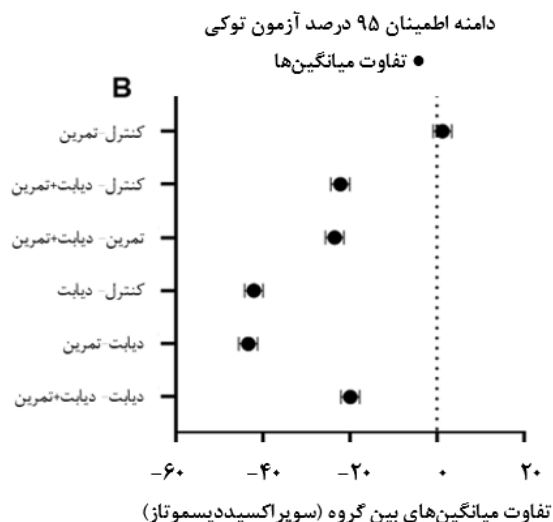 دامنه اطمینان ۹۵ درصد آزمون توکی
تفاوت میانگین‌ها
B
کنترل-تمرین
کنترل- دیابت+تمرین
تمرین- دیابت+تمرین
کنترل- دیابت
دیابت-تمرین
دیابت- دیابت+تمرین
-۶۰ -۴۰ -۲۰ ۰ ۲۰
تفاوت میانگین‌های بین گروه (سوپراکسیددیسموتاز)